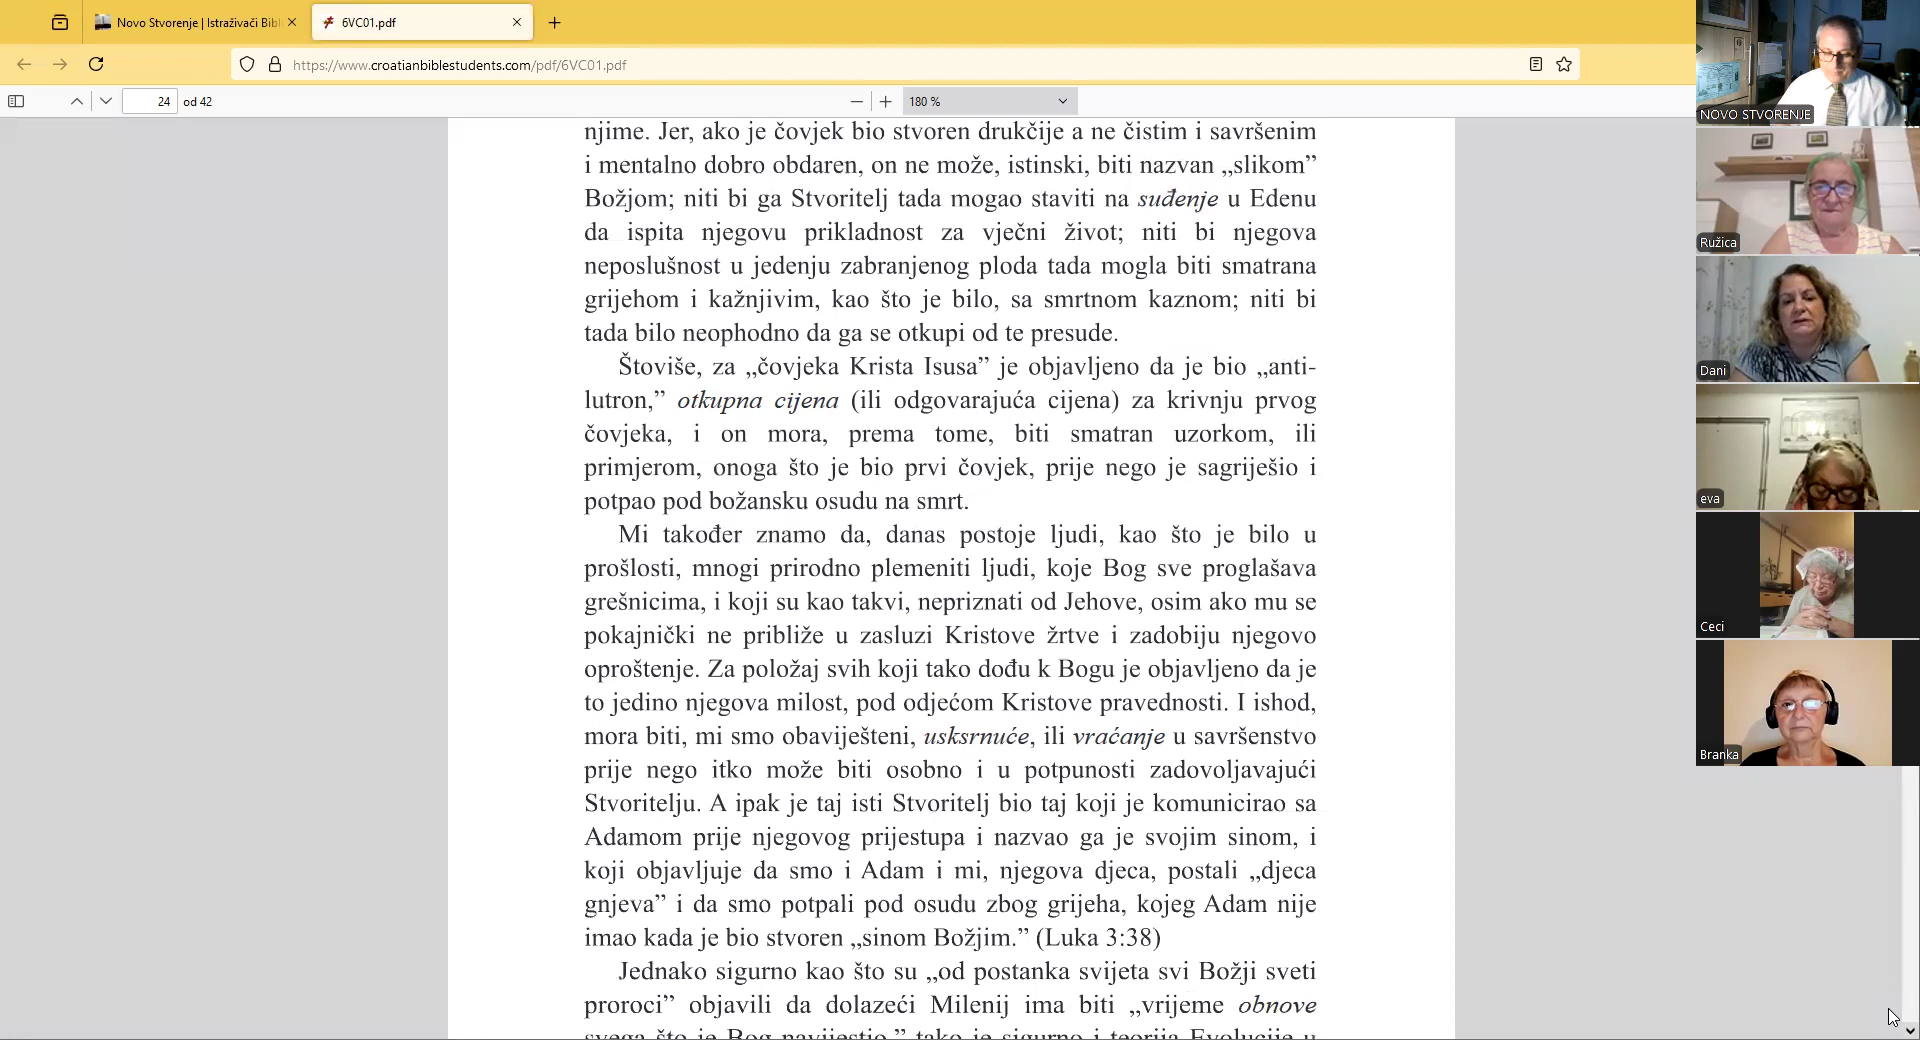 Novo Stvorenje | Istraživači Bibl
6VC01.pdf
https://www.croatianbiblestudents.com/pdf/6VC01.pdf
24 od 42
180 %
njime. Jer, ako je čovjek bio stvoren drukčije a ne čistim i savršenim
i mentalno dobro obdaren, on ne može, istinski, biti nazvan „slikom”
Božjom; niti bi ga Stvoritelj tada mogao staviti na suđenje u Edenu
da ispita njegovu prikladnost za vječni život; niti bi njegova
neposlušnost u jedenju zabranjenog ploda tada mogla biti smatrana
grijehom i kažnjivim, kao što je bilo, sa smrtnom kaznom; niti bi
tada bilo neophodno da ga se otkupi od te presude.
Štoviše, za „čovjeka Krista Isusa” je objavljeno da je bio „anti-
lutron,” otkupna cijena (ili odgovarajuća cijena) za krivnju prvog
čovjeka, i on mora, prema tome, biti smatran uzorkom, ili
primjerom, onoga što je bio prvi čovjek, prije nego je sagriješio i
potpao pod božansku osudu na smrt.
Mi također znamo da, danas postoje ljudi, kao što je bilo u
prošlosti, mnogi prirodno plemeniti ljudi, koje Bog sve proglašava
grešnicima, i koji su kao takvi, nepriznati od Jehove, osim ako mu se
pokajnički ne približe u zasluzi Kristove žrtve i zadobiju njegovo
oproštenje. Za položaj svih koji tako dođu k Bogu je objavljeno da je
to jedino njegova milost, pod odjećom Kristove pravednosti. I ishod,
mora biti, mi smo obaviješteni, usksrnuće, ili vraćanje u savršenstvo
prije nego itko može biti osobno i u potpunosti zadovoljavajući
Stvoritelju. A ipak je taj isti Stvoritelj bio taj koji je komunicirao sa
Adamom prije njegovog prijestupa i nazvao ga je svojim sinom, i
koji objavljuje da smo i Adam i mi, njegova djeca, postali „djeca
gnjeva” i da smo potpali pod osudu zbog grijeha, kojeg Adam nije
imao kada je bio stvoren „sinom Božjim.” (Luka 3:38)
Jednako sigurno kao što su „od postanka svijeta svi Božji sveti
proroci” objavili da dolazeći Milenij ima biti „vrijeme obnove
svega što je Bog navijestio,” tako je sigurno i teorija Evolucije u
NOVO STVORENJE
Ružica
Dani
eva
Ceci
Branka